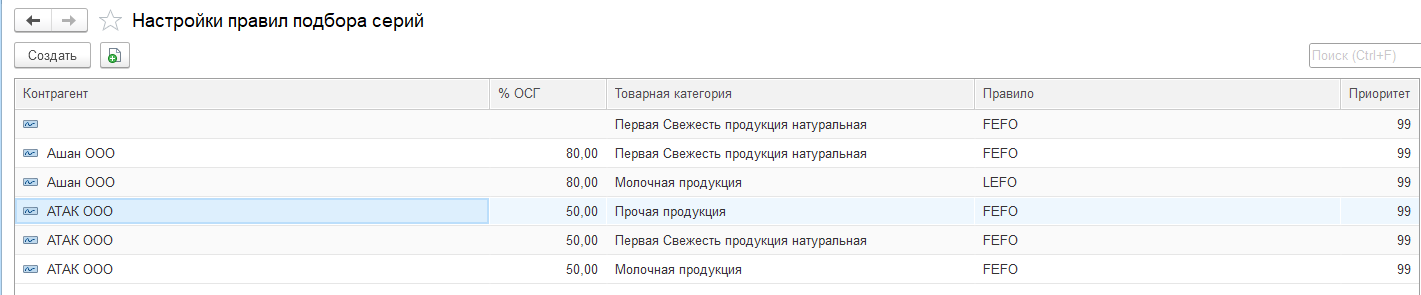 Настройки правил подбора серий
Создать
Поиск (Ctrl+F)
Контрагент % ОСГ Товарная категория Правило Приоритет
Первая Свежесть продукция натуральная FEFO 99
Ашан ООО 80,00 Первая Свежесть продукция натуральная FEFO 99
Ашан ООО 80,00 Молочная продукция LEFO 99
АТАК ООО 50,00 Прочая продукция FEFO 99
АТАК ООО 50,00 Первая Свежесть продукция натуральная FEFO 99
АТАК ООО 50,00 Молочная продукция FEFO 99